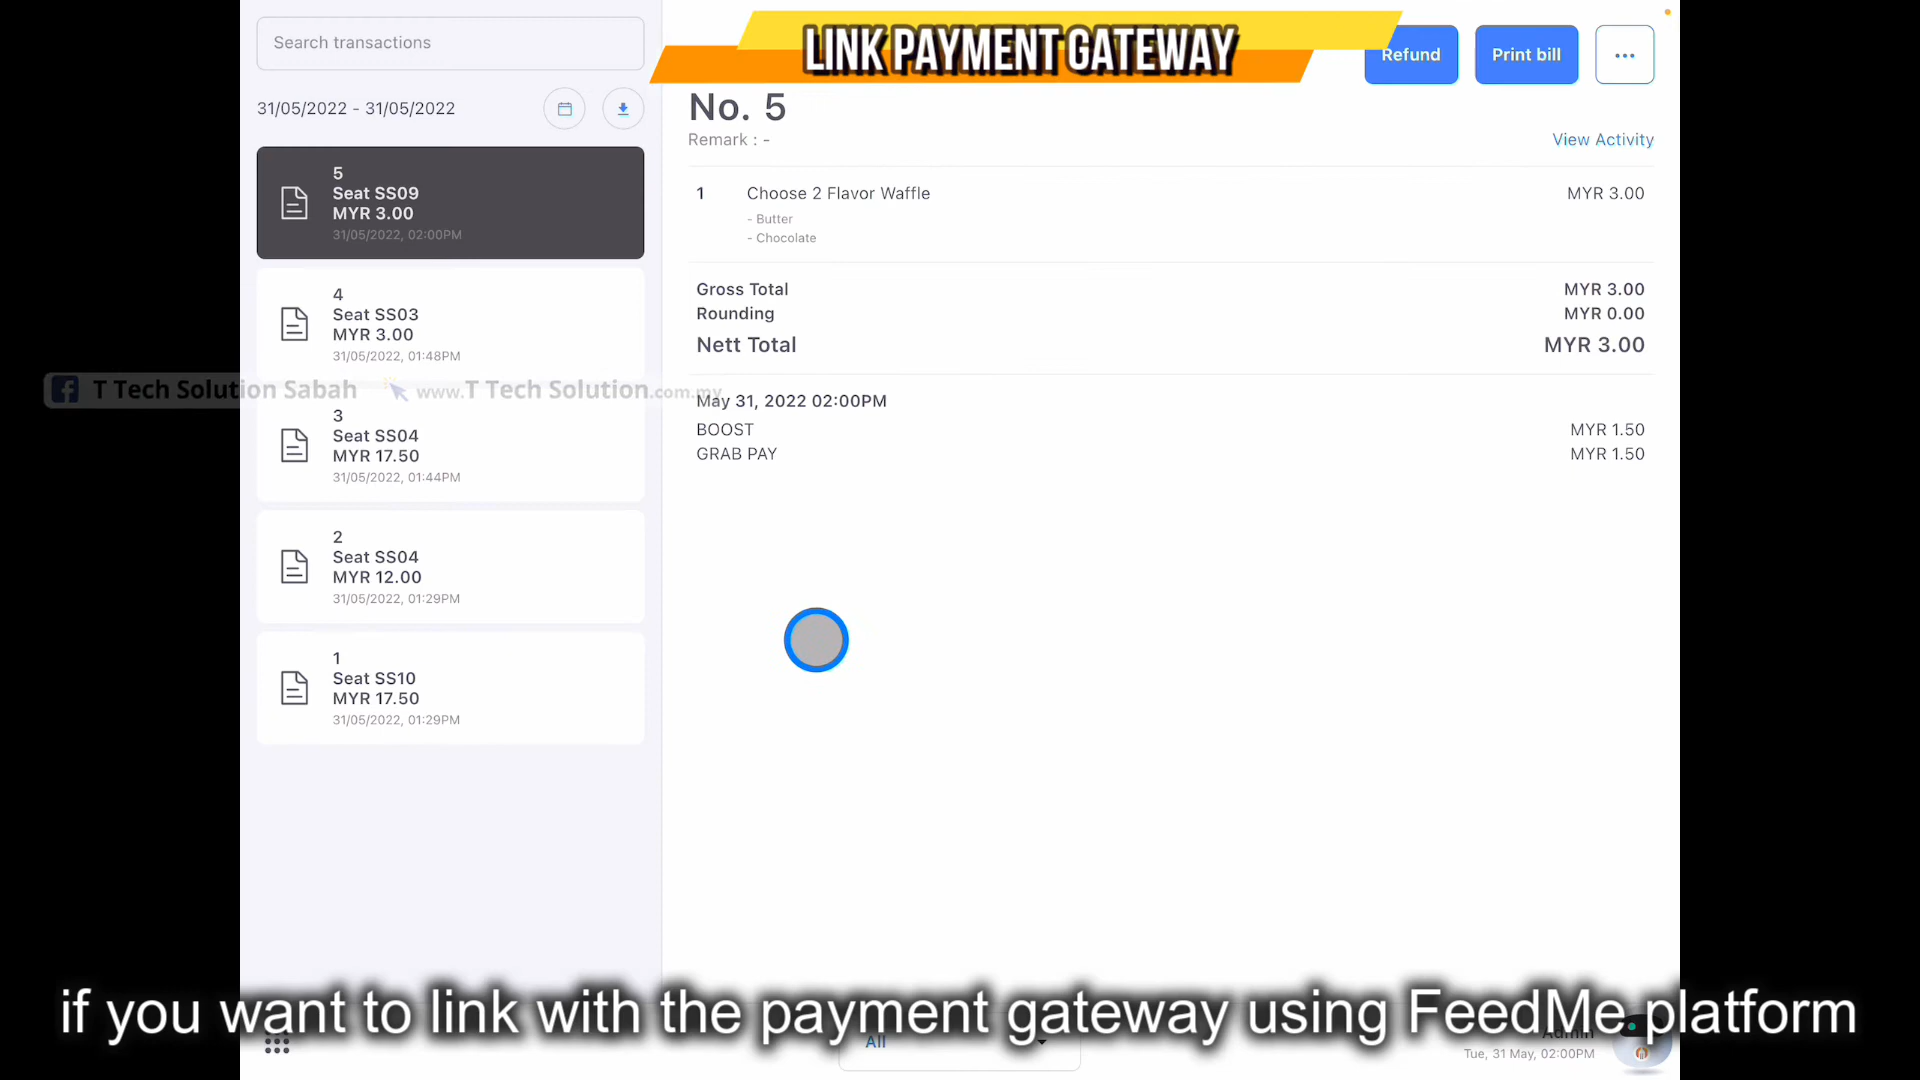 Search transactions
LINK PAYMENT GATEWAY
Refund
Print bill
31/05/2022 - 31/05/2022
No. 5
Remark : -
View Activity
5
Seat SS09
MYR 3.00
31/05/2022, 02:00PM
4
Seat SS03
MYR 3.00
31/05/2022, 01:48PM
3
Seat SS04
MYR 17.50
31/05/2022, 01:44PM
2
Seat SS04
MYR 12.00
31/05/2022, 01:29PM
1
Seat SS10
MYR 17.50
31/05/2022, 01:29PM
T Tech Solution Sabah www.T Tech Solution.com.my
1 Choose 2 Flavor Waffle MYR 3.00
- Butter
- Chocolate
Gross Total MYR 3.00
Rounding MYR 0.00
Nett Total MYR 3.00
May 31, 2022 02:00PM
BOOST MYR 1.50
GRAB PAY MYR 1.50
if you want to link with the payment gateway using FeedMe platform
All
Admin
Tue, 31 May, 02:00PM